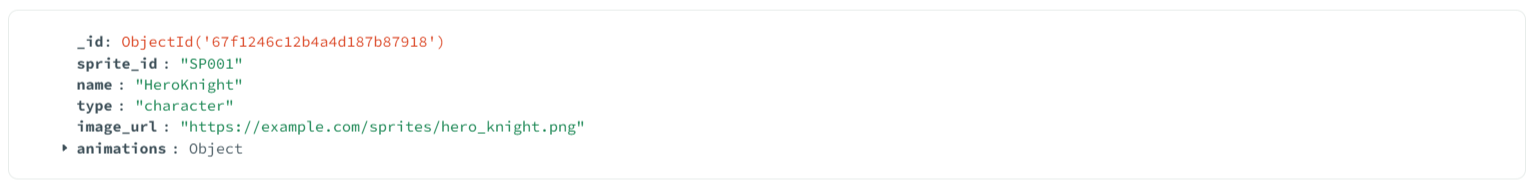 _id: ObjectId('67f1246c12b4a4d187b87918')
sprite_id : "SP001"
name : "HeroKnight"
type : "character"
image_url : "https://example.com/sprites/hero_knight.png"
animations : Object